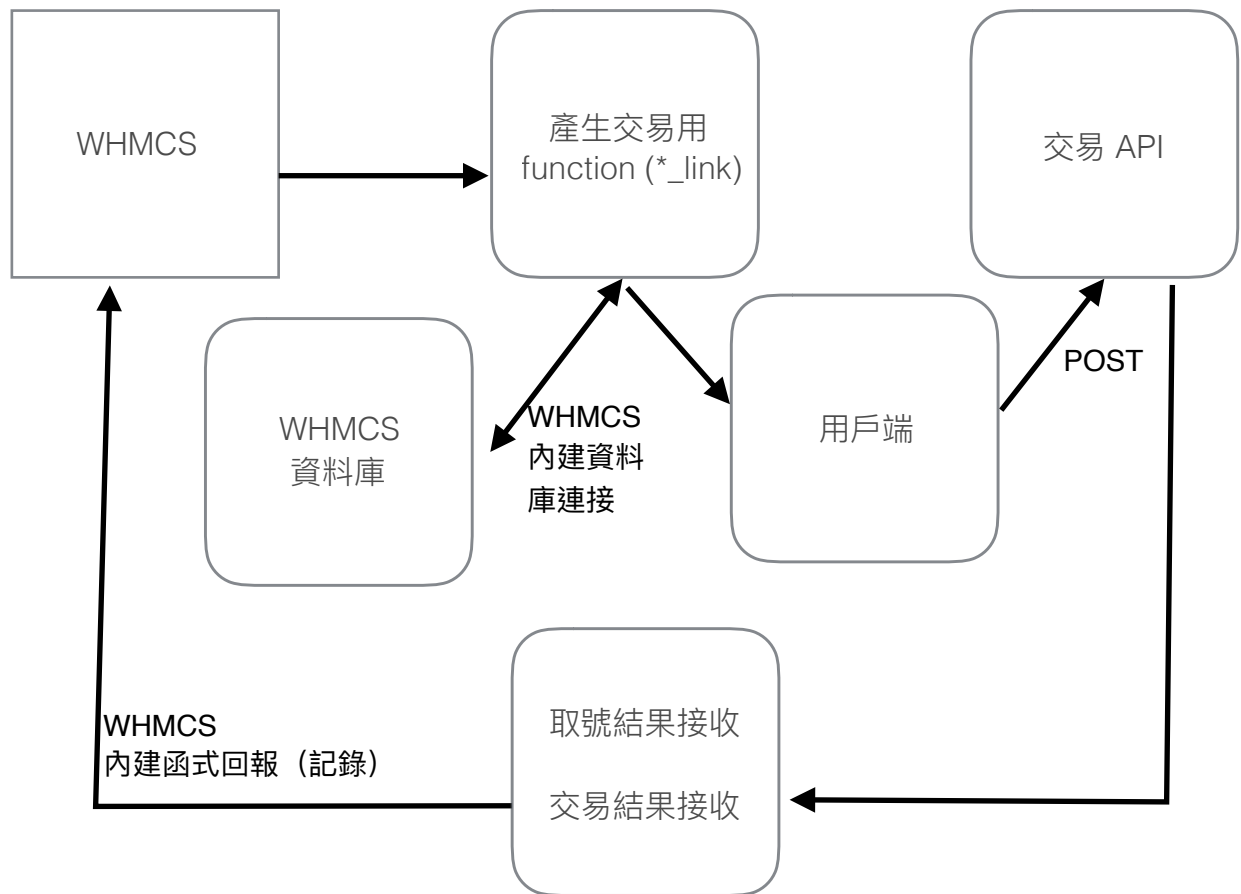 WHMCS
產生交易用
function (*_link)
交易 API
WHMCS
資料庫
WHMCS
內建資料
庫連接
用戶端
POST
取號結果接收
交易結果接收
WHMCS
內建函式回報（記錄）